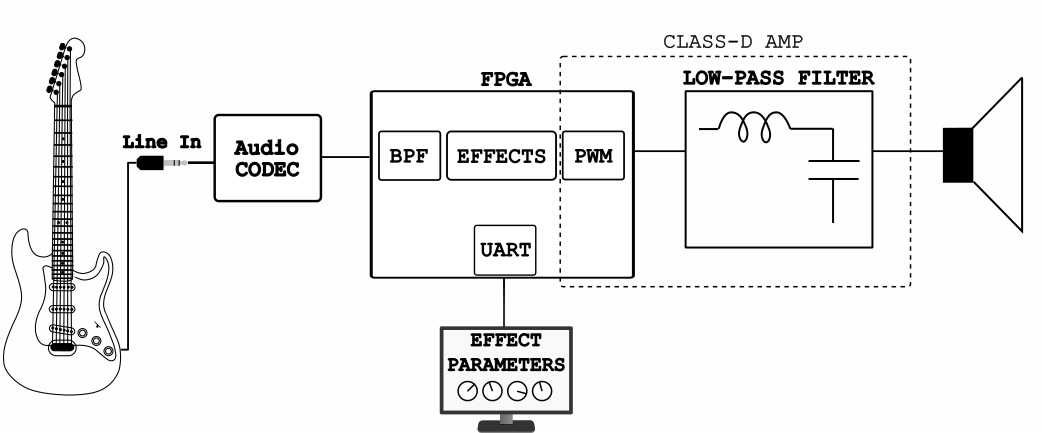 CLASS-D AMP
FPGA
LOW-PASS FILTER
Line In
Audio
CODEC
BPF
EFFECTS
PWM
UART
EFFECT
PARAMETERS